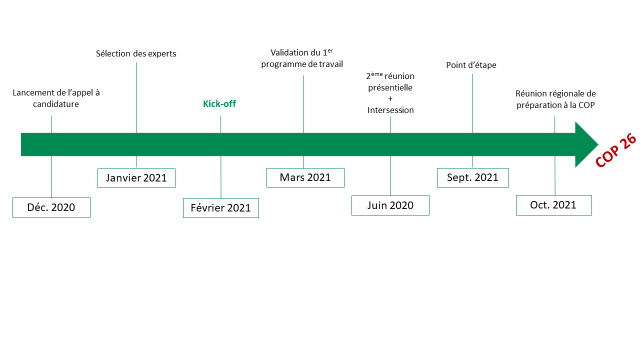 Lancement de l'appel à
candidature
Déc. 2020
Sélection des experts
Janvier 2021
Kick-off
Février 2021
Validation du 1er
programme de travail
Mars 2021
2ème réunion
présentielle
+
Intersession
Juin 2020
Point d'étape
Sept. 2021
Réunion régionale de
préparation à la COP
Oct. 2021
COP 26